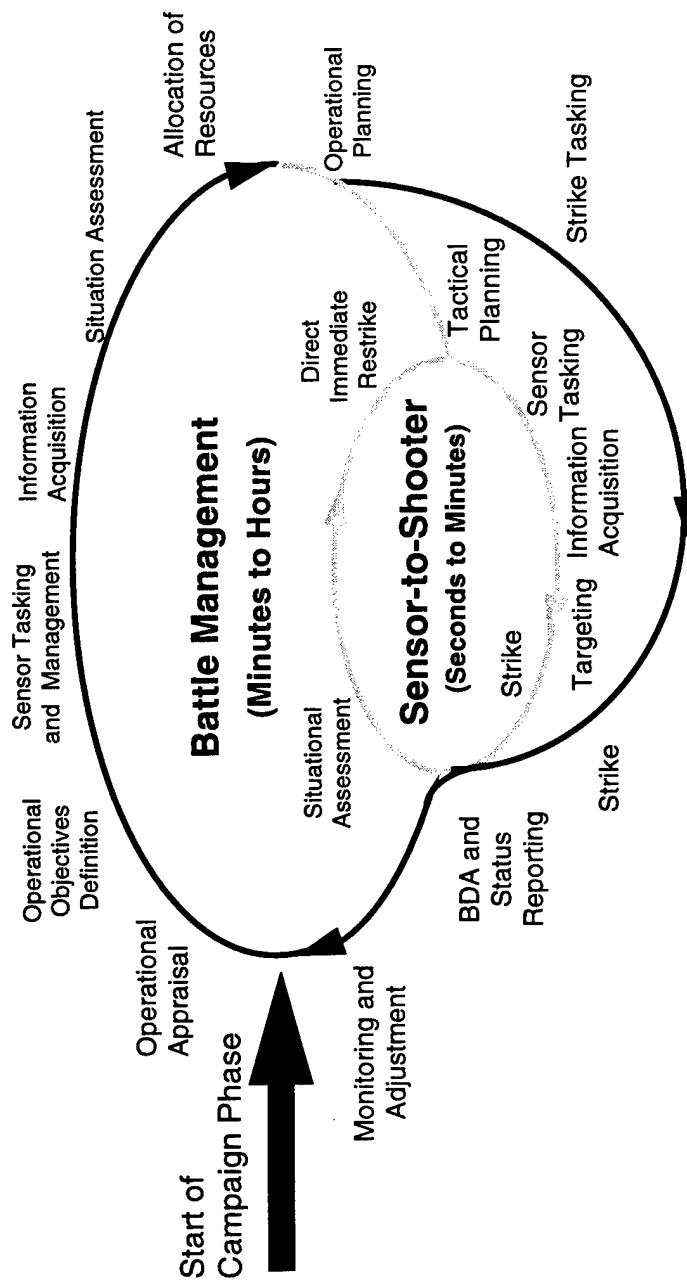 Start of
Campaign Phase
Operational
Appraisal
Operational
Objectives
Definition
Sensor Tasking
and Management
Information
Acquisition
Situation Assessment
Allocation of
Resources
Operational
Planning
Battle Management
(Minutes to Hours)
Direct
Immediate
Restrike
Situational
Assessment
Sensor-to-Shooter
(Seconds to Minutes)
Tactical
Planning
Sensor
Tasking
Information
Acquisition
Targeting
Strike
Strike Tasking
Strike
BDA and
Status
Reporting
Monitoring and
Adjustment